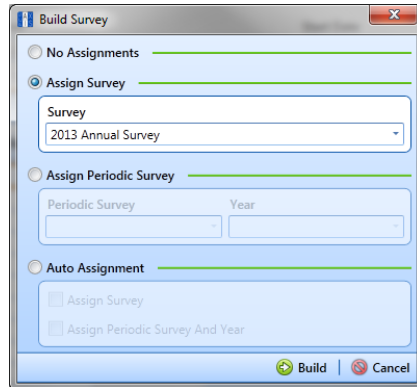 Build Survey
No Assignments
Assign Survey
Survey
2013 Annual Survey
Assign Periodic Survey
Periodic Survey Year
Auto Assignment
Assign Survey
Assign Periodic Survey And Year
Build Cancel